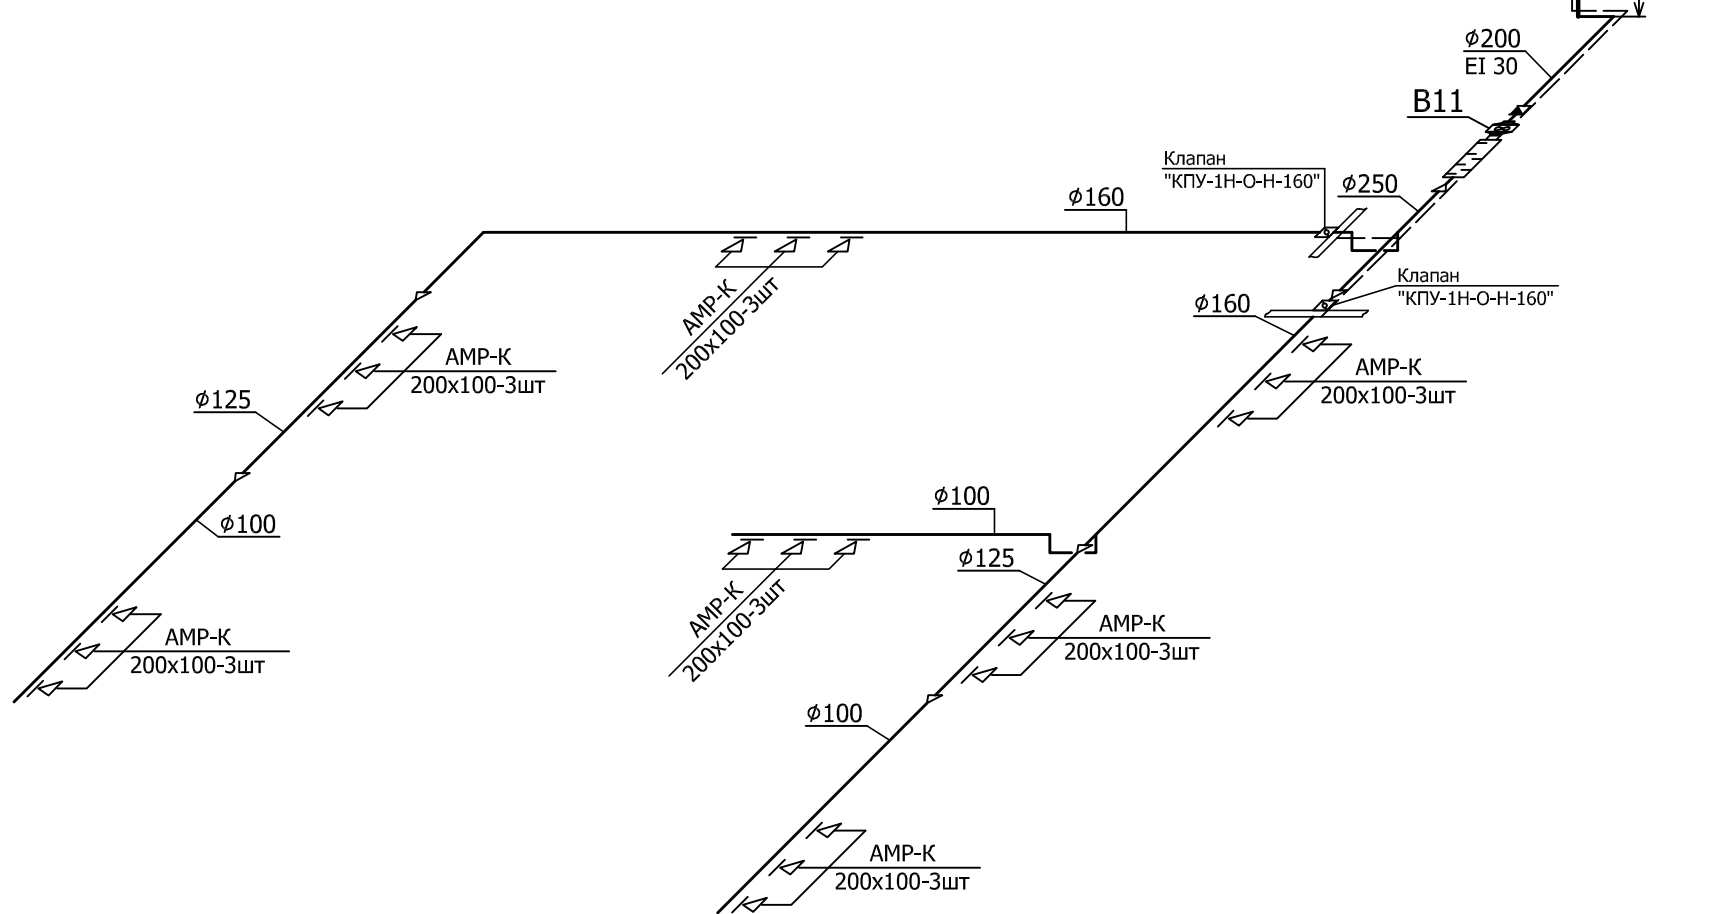 ϕ200
EI 30
В11
Клапан
"КПУ-1Н-О-Н-160"
ϕ250
ϕ160
Клапан
"КПУ-1Н-О-Н-160"
ϕ160
АМР-К
200х100-3шт
АМР-К
200х100-3шт
АМР-К
200х100-3шт
ϕ125
ϕ100
ϕ100
ϕ125
АМР-К
200х100-3шт
АМР-К
200х100-3шт
АМР-К
200х100-3шт
ϕ100
АМР-К
200х100-3шт